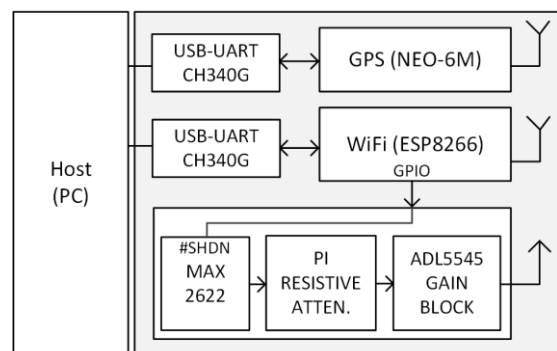 USB-UART
CH340G
GPS (NEO-6M)
USB-UART
CH340G
WiFi (ESP8266)
GPIO
Host
(PC)
#SHDN
MAX
2622
PI
RESISTIVE
ATTEN.
ADL5545
GAIN
BLOCK